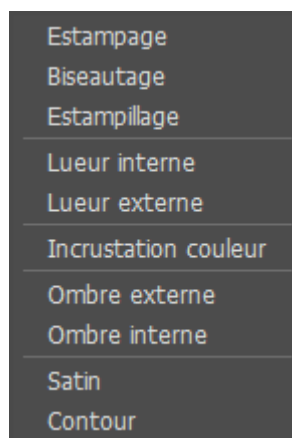 Estampage
Biseautage
Estampillage
Lueur interne
Lueur externe
Incrustation couleur
Ombre externe
Ombre interne
Satin
Contour